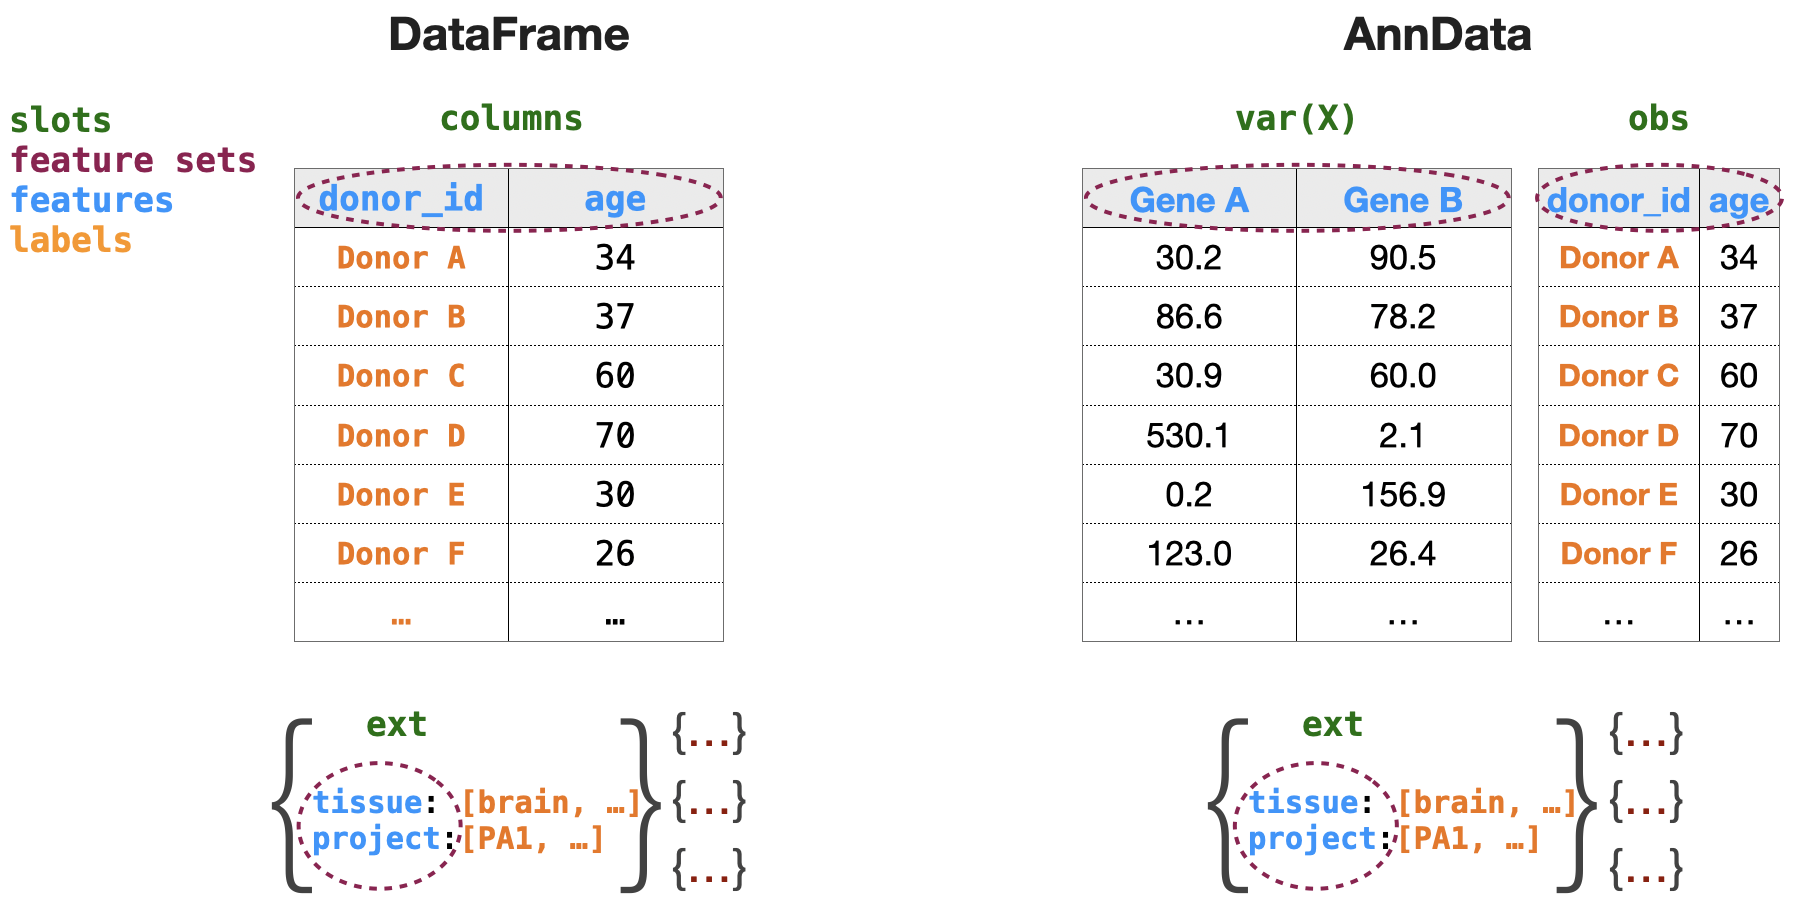 DataFrame
AnnData
slots
feature sets
features
labels
columns
donor_id age
Donor A 34
Donor B 37
Donor C 60
Donor D 70
Donor E 30
Donor F 26
… …
var(X)
Gene A Gene B
30.2 90.5
86.6 78.2
30.9 60.0
530.1 2.1
0.2 156.9
123.0 26.4
... ...
obs
donor_id age
Donor A 34
Donor B 37
Donor C 60
Donor D 70
Donor E 30
Donor F 26
... ...
{ ext }
tissue: [brain, …]
project:[PA1, …]
{...}
{...}
{...}
{ ext }
tissue: [brain, …]
project:[PA1, …]
{...}
{...}
{...}